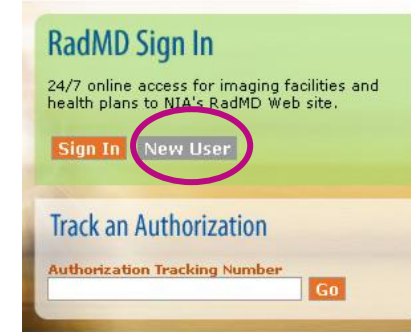 RadMD Sign In
24/7 online access for imaging facilities and
health plans to NIA's RadMD Web site.
Sign In New User
Track an Authorization
Authorization Tracking Number
Go